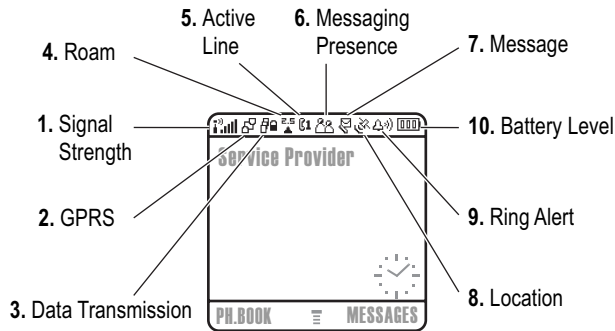 5. Active
Line
6. Messaging
Presence
4. Roam
7. Message
1. Signal
Strength
10. Battery Level
Service Provider
2. GPRS
9. Ring Alert
3. Data Transmission
8. Location
PH.BOOK
MESSAGES